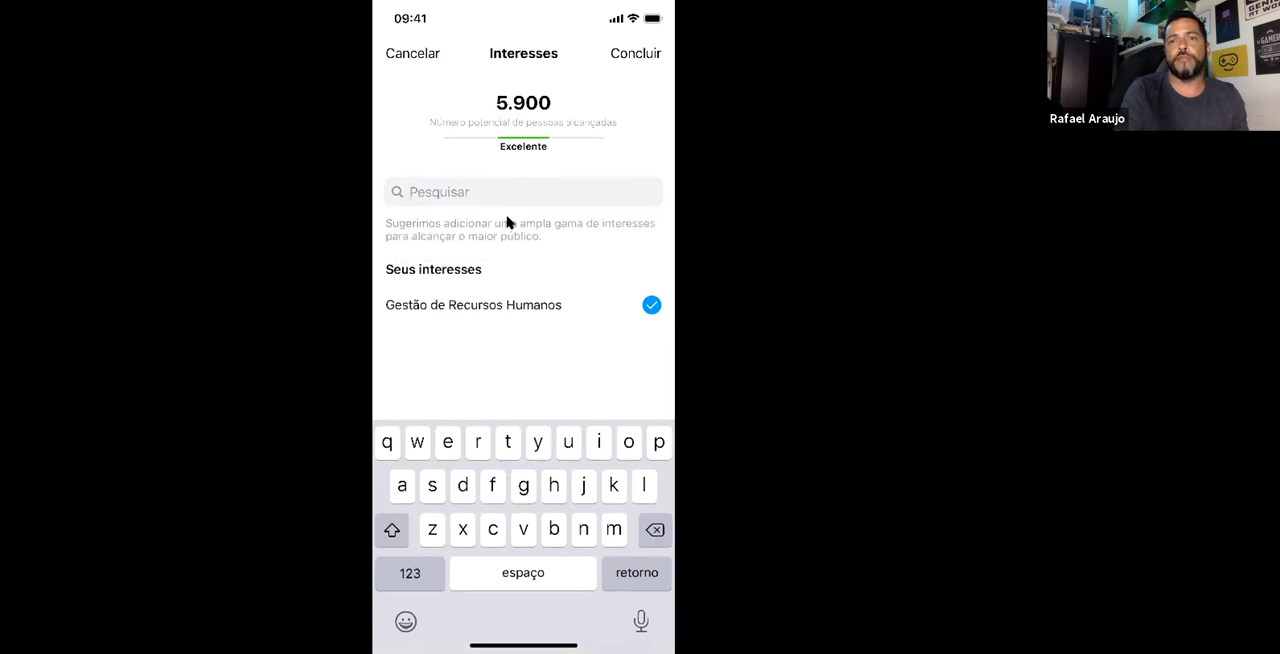 09:41
Cancelar
Interesses
Concluir
5.900
Número potencial de pessoas alcançadas
Excelente
Pesquisar
Sugerimos adicionar uma ampla gama de interesses
para alcançar o maior público.
Seus interesses
Gestão de Recursos Humanos
q w e r t y u i o p
a s d f g h j k l
z x c v b n m
123
espaço
retorno
GAMER
Rafael Araujo